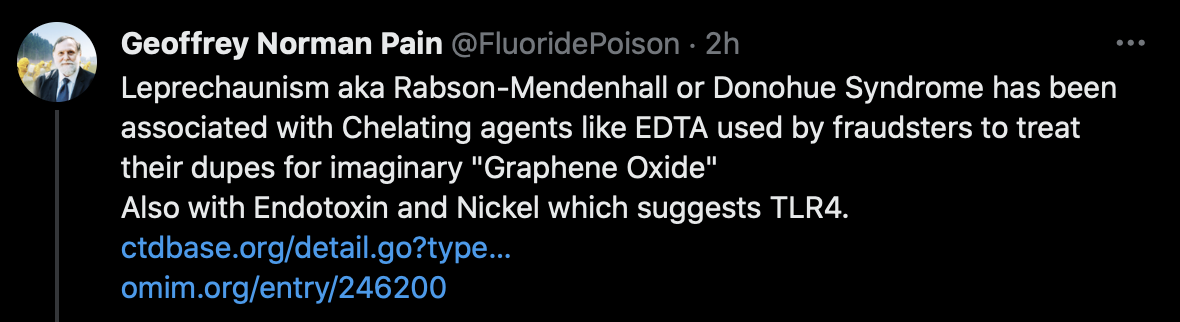 Geoffrey Norman Pain @FluoridePoison · 2h
Leprechaunism aka Rabson-Mendenhall or Donohue Syndrome has been
associated with Chelating agents like EDTA used by fraudsters to treat
their dupes for imaginary "Graphene Oxide"
Also with Endotoxin and Nickel which suggests TLR4.
ctdbase.org/detail.go?type...
omim.org/entry/246200